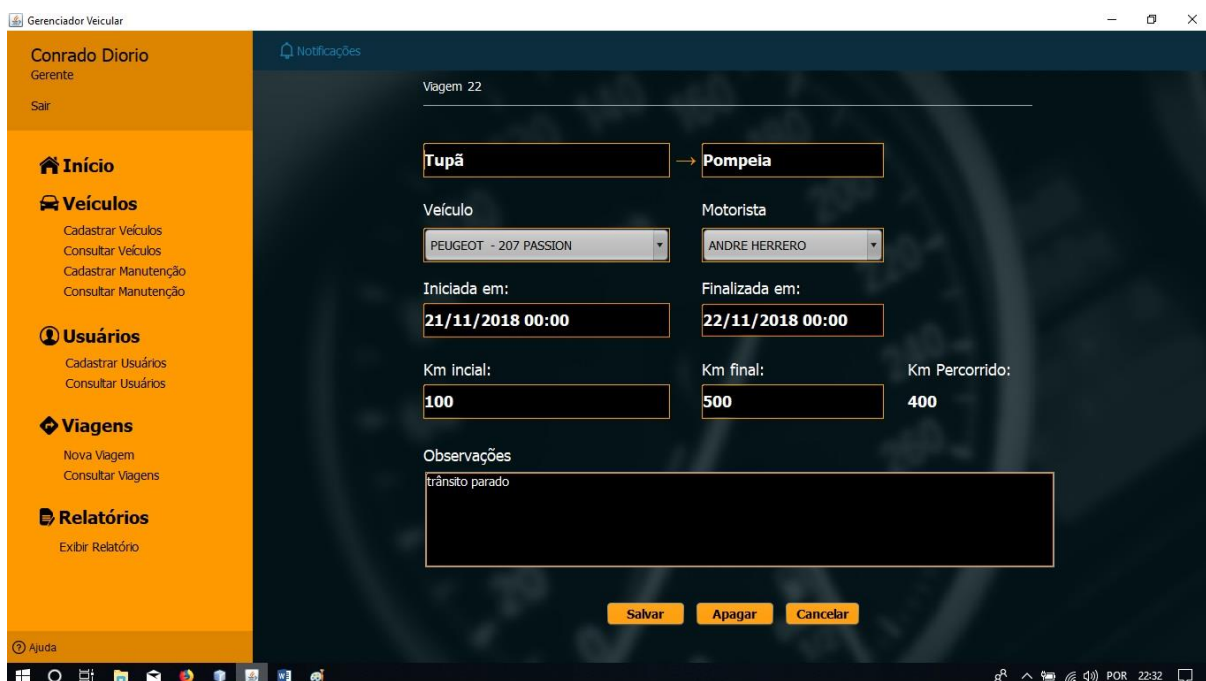 Gerenciador Veicular
Conrado Diorio
Gerente
Sair
Início
Veículos
Cadastrar Veículos
Consultar Veículos
Cadastrar Manutenção
Consultar Manutenção
Usuários
Cadastrar Usuários
Consultar Usuários
Viagens
Nova Viagem
Consultar Viagens
Relatórios
Exibir Relatório
Ajuda
Notificações
Viagem 22
Tupã → Pompeia
Veículo Motorista
PEUGEOT - 207 PASSION ANDRE HERRERO
Iniciada em: Finalizada em:
21/11/2018 00:00 22/11/2018 00:00
Km incial: Km final: Km Percorrido:
100 500 400
Observações
trânsito parado
Salvar Apagar Cancelar
POR 22:32